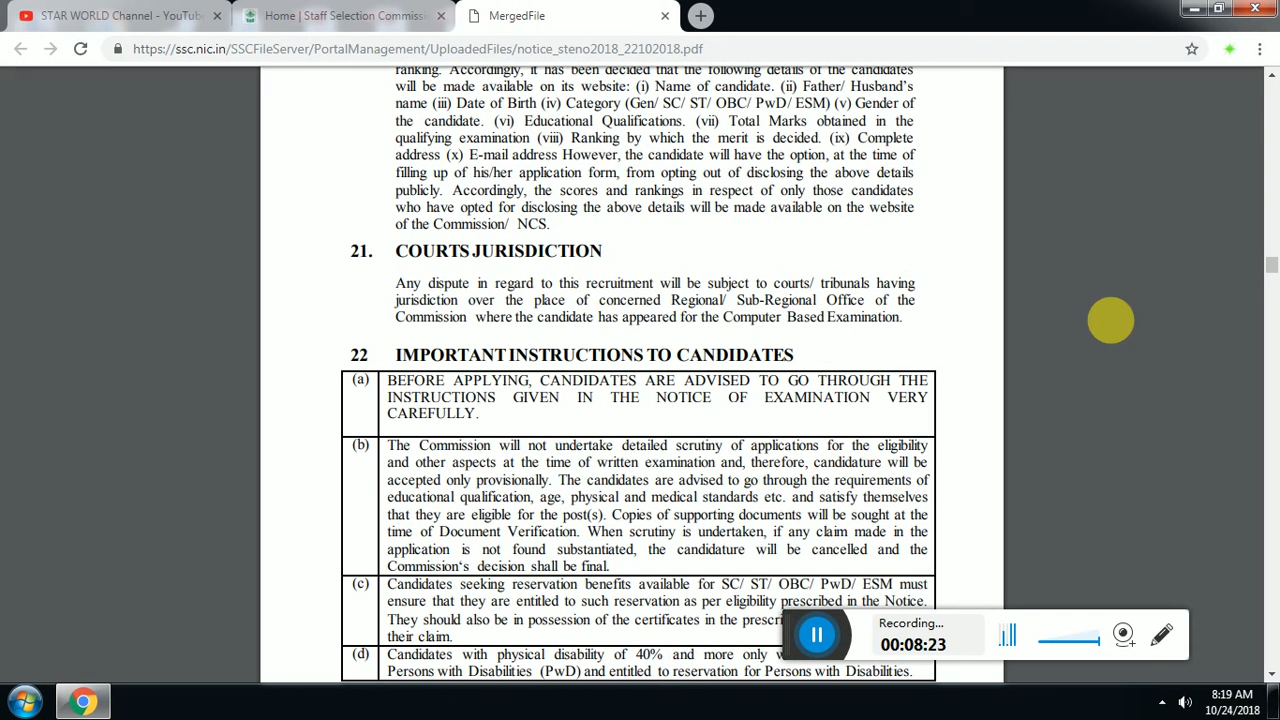 STAR WORLD Channel - YouTube
Home | Staff Selection Commissi
MergedFile
https://ssc.nic.in/SSCFileServer/PortalManagement/UploadedFiles/notice_steno2018_22102018.pdf
ranking. Accordingly, it has been decided that the following details of the candidates
will be made available on its website: (i) Name of candidate. (ii) Father/ Husband's
name (iii) Date of Birth (iv) Category (Gen/ SC/ ST/ OBC/ PwD/ ESM) (v) Gender of
the candidate. (vi) Educational Qualifications. (vii) Total Marks obtained in the
qualifying examination (viii) Ranking by which the merit is decided. (ix) Complete
address (x) E-mail address However, the candidate will have the option, at the time of
filling up of his/her application form, from opting out of disclosing the above details
publicly. Accordingly, the scores and rankings in respect of only those candidates
who have opted for disclosing the above details will be made available on the website
of the Commission/ NCS.
21. COURTS JURISDICTION
Any dispute in regard to this recruitment will be subject to courts/ tribunals having
jurisdiction over the place of concerned Regional/ Sub-Regional Office of the
Commission where the candidate has appeared for the Computer Based Examination.
22 IMPORTANT INSTRUCTIONS TO CANDIDATES
(a) BEFORE APPLYING, CANDIDATES ARE ADVISED TO GO THROUGH THE
INSTRUCTIONS GIVEN IN THE NOTICE OF EXAMINATION VERY
CAREFULLY.
(b) The Commission will not undertake detailed scrutiny of applications for the eligibility
and other aspects at the time of written examination and, therefore, candidature will be
accepted only provisionally. The candidates are advised to go through the requirements of
educational qualification, age, physical and medical standards etc. and satisfy themselves
that they are eligible for the post(s). Copies of supporting documents will be sought at the
time of Document Verification. When scrutiny is undertaken, if any claim made in the
application is not found substantiated, the candidature will be cancelled and the
Commission's decision shall be final.
(c) Candidates seeking reservation benefits available for SC/ ST/ OBC/ PwD/ ESM must
ensure that they are entitled to such reservation as per eligibility prescribed in the Notice.
They should also be in possession of the certificates in the prescri
their claim.
(d) Candidates with physical disability of 40% and more only w
Persons with Disabilities (PwD) and entitled to reservation for Persons with Disabilities.
Recording...
00:08:23
8:19 AM
10/24/2018